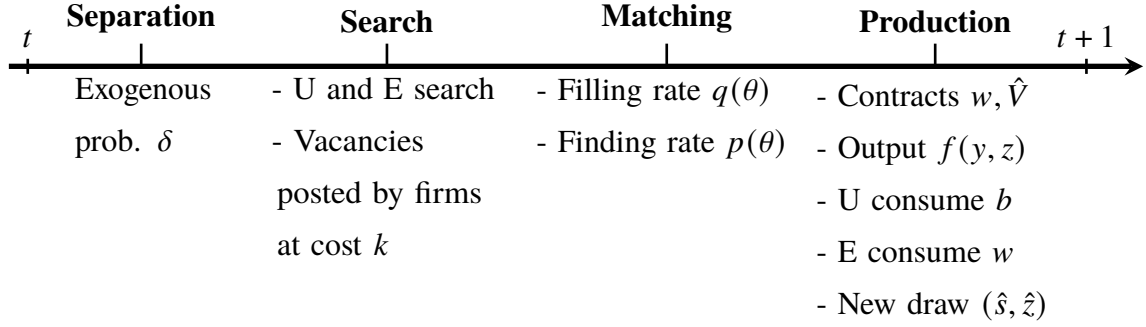 Separation
Search
Matching
Production
t
t + 1
Exogenous
prob. δ
- U and E search
- Vacancies
posted by firms
at cost k
- Filling rate q(θ)
- Finding rate p(θ)
- Contracts w, V̂
- Output f(y, z)
- U consume b
- E consume w
- New draw (ŝ, ẑ)